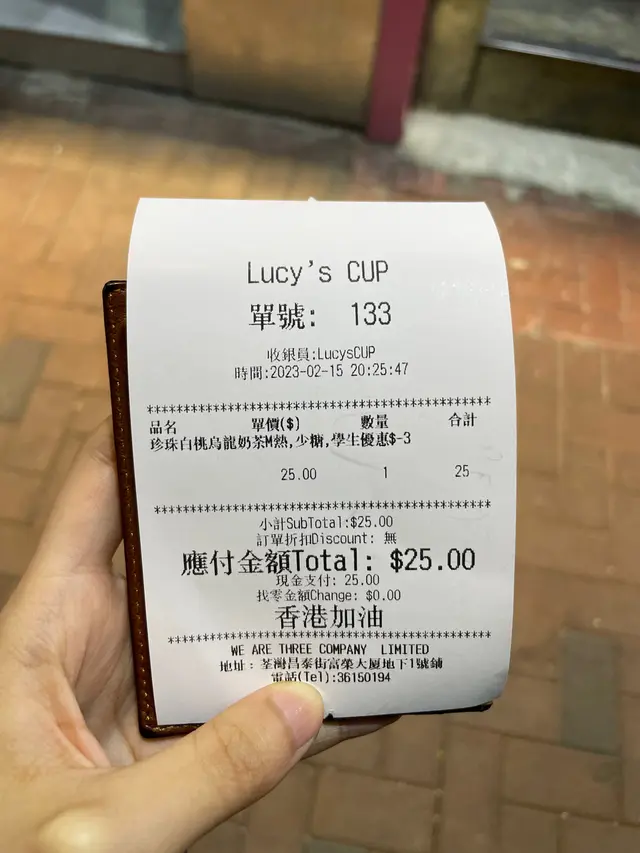 Lucy's CUP
單號: 133
收銀員:LucysCUP
時間:2023-02-15 20:25:47
************************************************
品名 單價($) 數量 合計
珍珠白桃烏龍奶茶M熱,少糖,學生優惠$-3
25.00 1 25
************************************************
小計SubTotal:$25.00
訂單折扣Discount: 無
應付金額Total: $25.00
現金支付: 25.00
找零金額Change: $0.00
香港加油
************************************************
WE ARE THREE COMPANY LIMITED
地址: 荃灣昌泰街富榮大廈地下1號鋪
電話(Tel):36150194